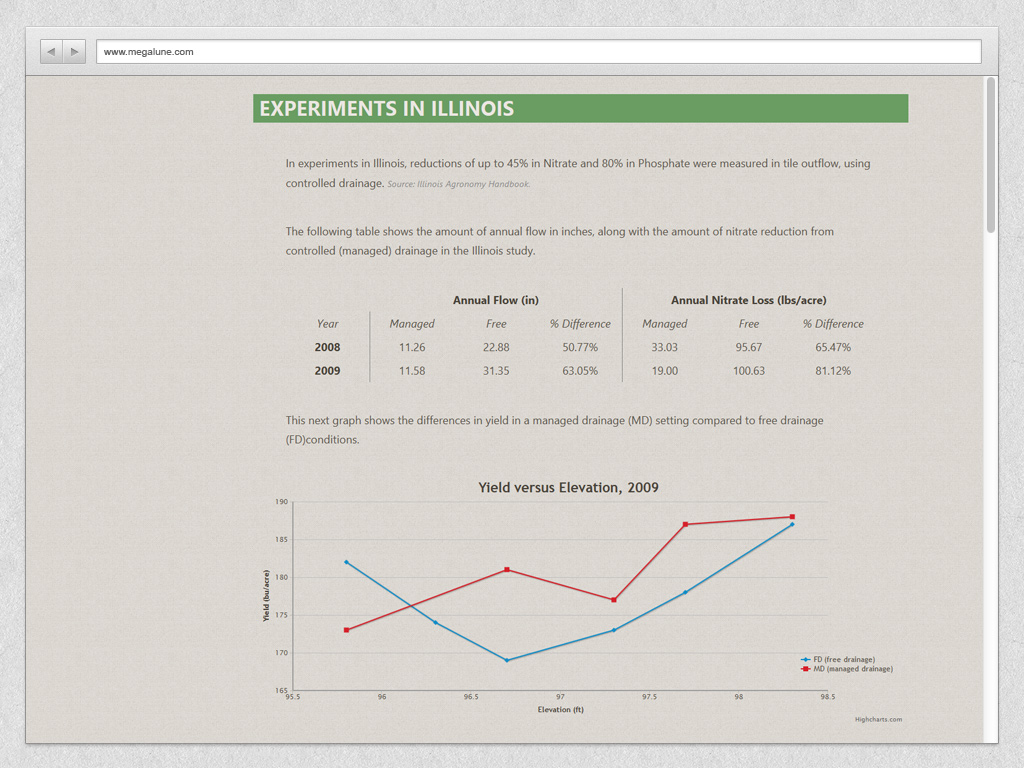 www.megalune.com
EXPERIMENTS IN ILLINOIS
In experiments in Illinois, reductions of up to 45% in Nitrate and 80% in Phosphate were measured in tile outflow, using
controlled drainage. Source: Illinois Agronomy Handbook.
The following table shows the amount of annual flow in inches, along with the amount of nitrate reduction from
controlled (managed) drainage in the Illinois study.
Annual Flow (in) Annual Nitrate Loss (lbs/acre)
Year Managed Free % Difference Managed Free % Difference
2008 11.26 22.88 50.77% 33.03 95.67 65.47%
2009 11.58 31.35 63.05% 19.00 100.63 81.12%
This next graph shows the differences in yield in a managed drainage (MD) setting compared to free drainage
(FD)conditions.
Yield versus Elevation, 2009
190
185
180
175
170
165
Yield (bu/acre)
FD (free drainage)
MD (managed drainage)
95.5 96 96.5 97 97.5 98 98.5
Elevation (ft)
Highcharts.com